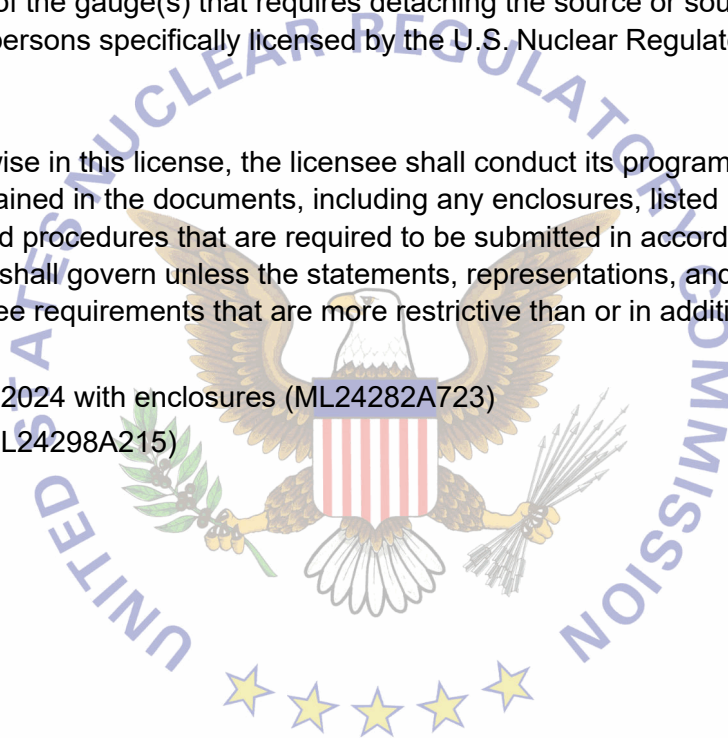 of the gauge(s) that requires detaching the source or sou
persons specifically licensed by the U.S. Nuclear Regulat
wise in this license, the licensee shall conduct its program
ained in the documents, including any enclosures, listed
d procedures that are required to be submitted in accord
shall govern unless the statements, representations, and
ee requirements that are more restrictive than or in additi
2024 with enclosures (ML24282A723)
L24298A215)
UNITED STATES NUCLEAR REGULATORY COMMISSION